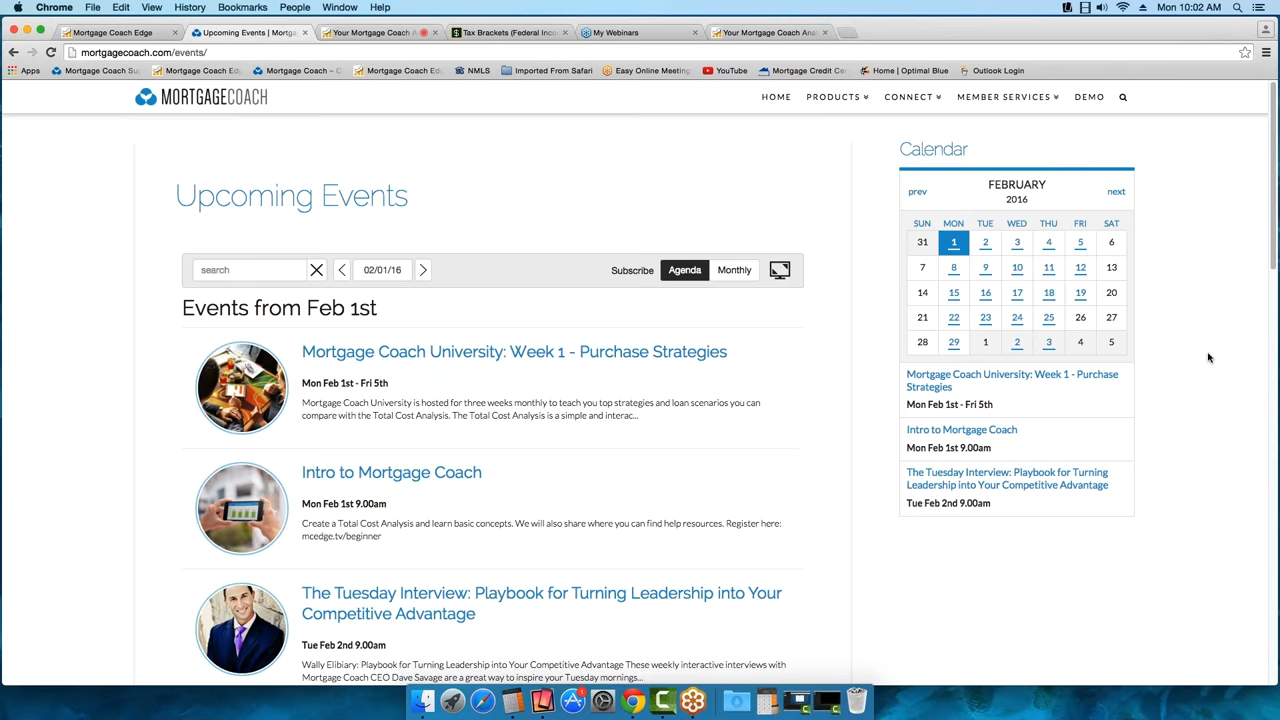 Chrome File Edit View History Bookmarks People Window Help Mon 10:02 AM
Mortgage Coach Edge Upcoming Events | Mortga Your Mortgage Coach A Tax Brackets (Federal Inco My Webinars Your Mortgage Coach Ana
mortgagecoach.com/events/
Apps Mortgage Coach Su Mortgage Coach Ed Mortgage Coach – C Mortgage Coach Ed NMLS Imported From Safari Easy Online Meeting YouTube Mortgage Credit Cer Home | Optimal Blue Outlook Login
MORTGAGECOACH
HOME PRODUCTS CONNECT MEMBER SERVICES DEMO
Upcoming Events
search 02/01/16 Subscribe Agenda Monthly
Events from Feb 1st
Mortgage Coach University: Week 1 - Purchase Strategies
Mon Feb 1st - Fri 5th
Mortgage Coach University is hosted for three weeks monthly to teach you top strategies and loan scenarios you can
compare with the Total Cost Analysis. The Total Cost Analysis is a simple and interac...
Intro to Mortgage Coach
Mon Feb 1st 9.00am
Create a Total Cost Analysis and learn basic concepts. We will also share where you can find help resources. Register here:
mcedge.tv/beginner
The Tuesday Interview: Playbook for Turning Leadership into Your
Competitive Advantage
Tue Feb 2nd 9.00am
Wally Elibiary: Playbook for Turning Leadership into Your Competitive Advantage These weekly interactive interviews with
Mortgage Coach CEO Dave Savage are a great way to inspire your Tuesday mornings...
Calendar
prev FEBRUARY next
2016
SUN MON TUE WED THU FRI SAT
31 1 2 3 4 5 6
7 8 9 10 11 12 13
14 15 16 17 18 19 20
21 22 23 24 25 26 27
28 29 1 2 3 4 5
Mortgage Coach University: Week 1 - Purchase
Strategies
Mon Feb 1st - Fri 5th
Intro to Mortgage Coach
Mon Feb 1st 9.00am
The Tuesday Interview: Playbook for Turning
Leadership into Your Competitive Advantage
Tue Feb 2nd 9.00am